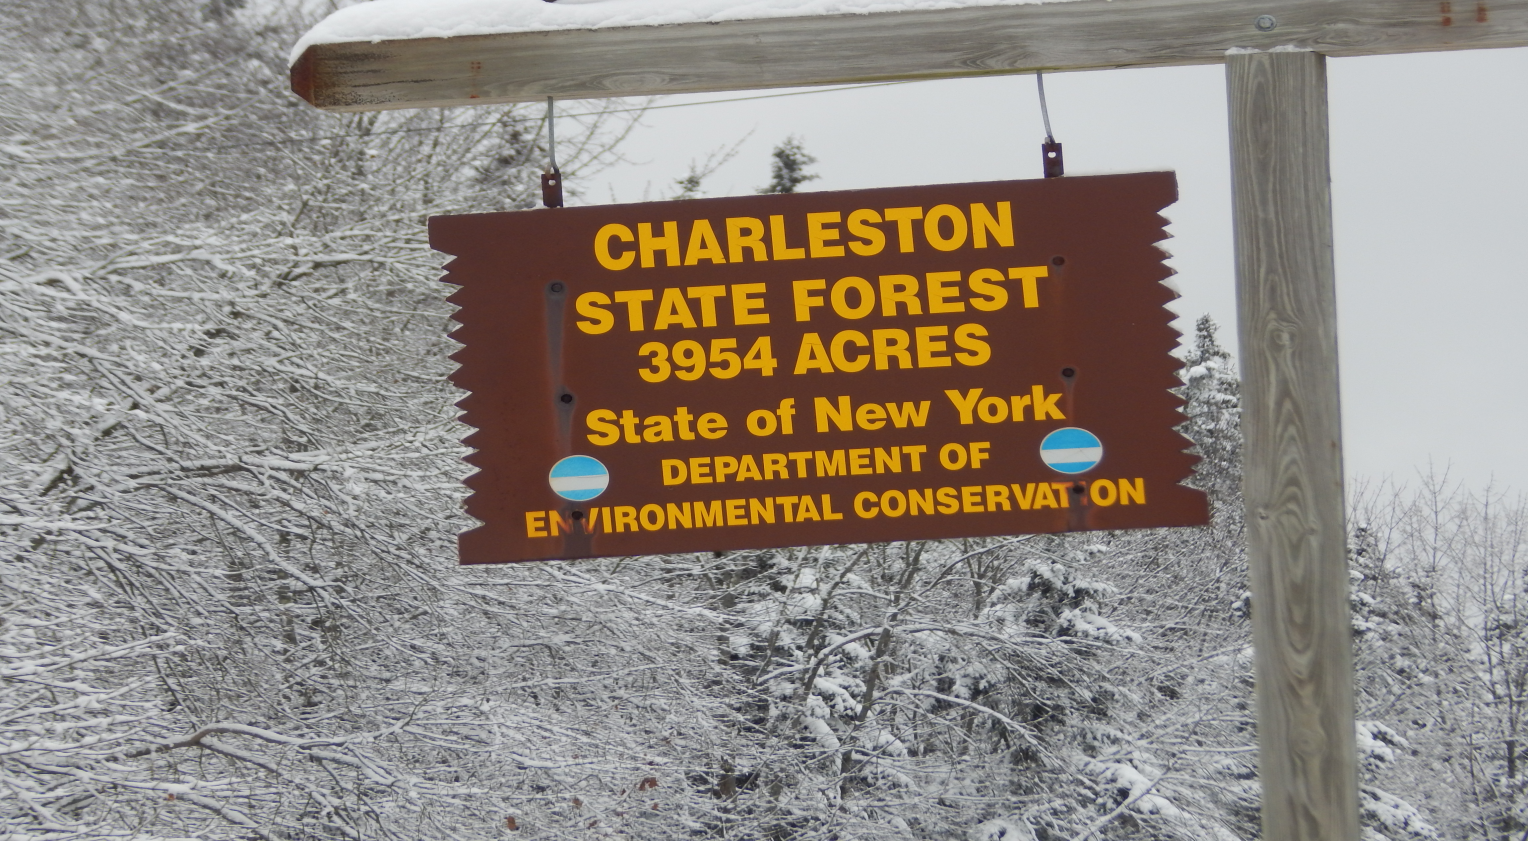 CHARLESTON
STATE FOREST
3954 ACRES
State of New York
DEPARTMENT OF
ENVIRONMENTAL CONSERVATION